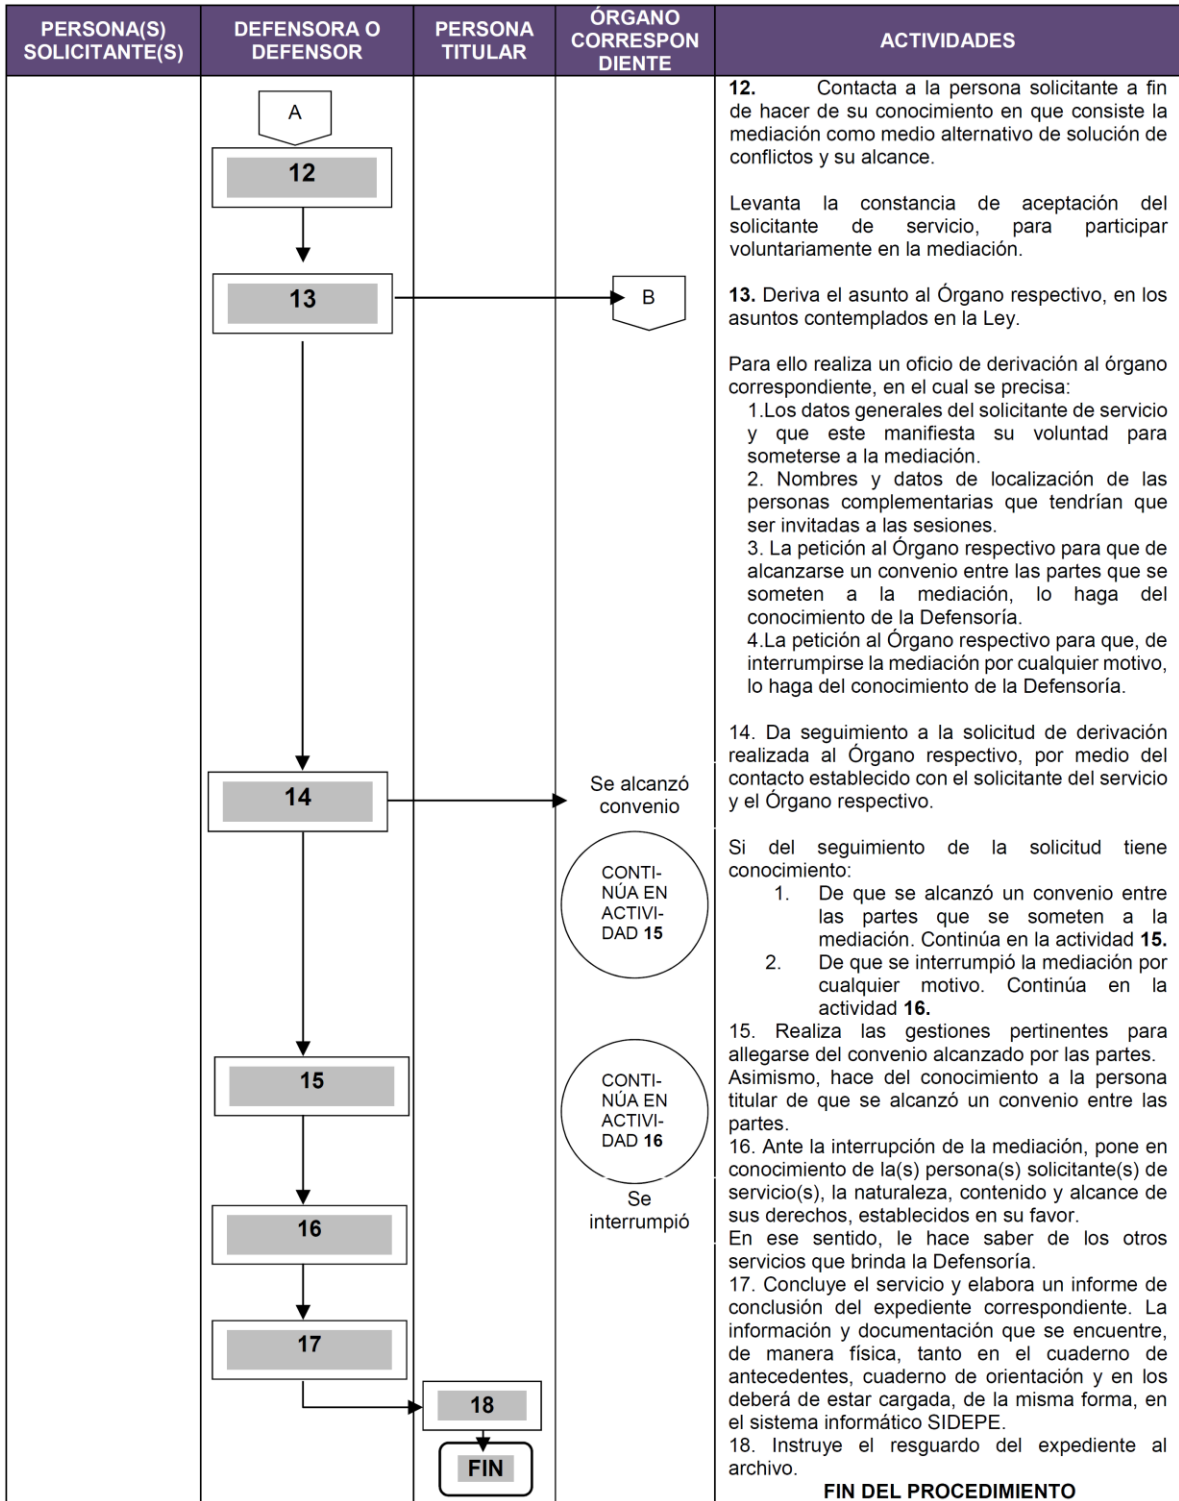 PERSONA(S)
SOLICITANTE(S)
DEFENSORA O
DEFENSOR
PERSONA
TITULAR
ÓRGANO
CORRESPON
DIENTE
ACTIVIDADES
A
12
13
B
14
Se alcanzó
convenio
CONTI-
NÚA EN
ACTIVI-
DAD 15
15
CONTI-
NÚA EN
ACTIVI-
DAD 16
Se
interrumpió
16
17
18
FIN
12. Contacta a la persona solicitante a fin
de hacer de su conocimiento en que consiste la
mediación como medio alternativo de solución de
conflictos y su alcance.
Levanta la constancia de aceptación del
solicitante de servicio, para participar
voluntariamente en la mediación.
13. Deriva el asunto al Órgano respectivo, en los
asuntos contemplados en la Ley.
Para ello realiza un oficio de derivación al órgano
correspondiente, en el cual se precisa:
1.Los datos generales del solicitante de servicio
y que este manifiesta su voluntad para
someterse a la mediación.
2. Nombres y datos de localización de las
personas complementarias que tendrían que
ser invitadas a las sesiones.
3. La petición al Órgano respectivo para que de
alcanzarse un convenio entre las partes que se
someten a la mediación, lo haga del
conocimiento de la Defensoría.
4.La petición al Órgano respectivo para que, de
interrumpirse la mediación por cualquier motivo,
lo haga del conocimiento de la Defensoría.
14. Da seguimiento a la solicitud de derivación
realizada al Órgano respectivo, por medio del
contacto establecido con el solicitante del servicio
y el Órgano respectivo.
Si del seguimiento de la solicitud tiene
conocimiento:
1. De que se alcanzó un convenio entre
las partes que se someten a la
mediación. Continúa en la actividad 15.
2. De que se interrumpió la mediación por
cualquier motivo. Continúa en la
actividad 16.
15. Realiza las gestiones pertinentes para
allegarse del convenio alcanzado por las partes.
Asimismo, hace del conocimiento a la persona
titular de que se alcanzó un convenio entre las
partes.
16. Ante la interrupción de la mediación, pone en
conocimiento de la(s) persona(s) solicitante(s) de
servicio(s), la naturaleza, contenido y alcance de
sus derechos, establecidos en su favor.
En ese sentido, le hace saber de los otros
servicios que brinda la Defensoría.
17. Concluye el servicio y elabora un informe de
conclusión del expediente correspondiente. La
información y documentación que se encuentre,
de manera física, tanto en el cuaderno de
antecedentes, cuaderno de orientación y en los
deberá de estar cargada, de la misma forma, en
el sistema informático SIDEPE.
18. Instruye el resguardo del expediente al
archivo.
FIN DEL PROCEDIMIENTO